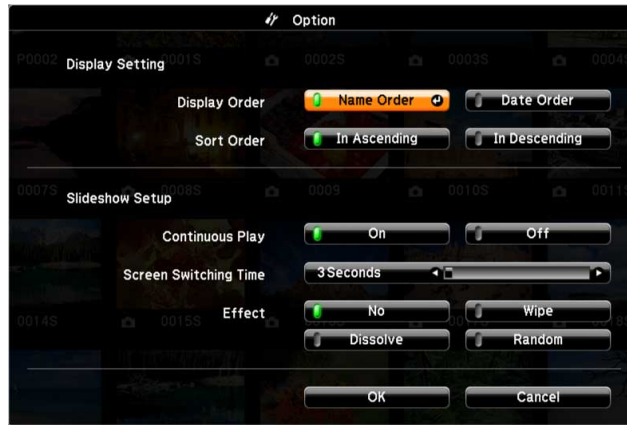 Option
P0002 0001S 0002S 0003S 0004
Display Setting
Display Order Name Order Date Order
Sort Order In Ascending In Descending
0007S 0008S 0009 0010S 0011
Slideshow Setup
Continuous Play On Off
Screen Switching Time 3Seconds
Effect No Wipe
0014S 0015S
Dissolve Random
OK Cancel